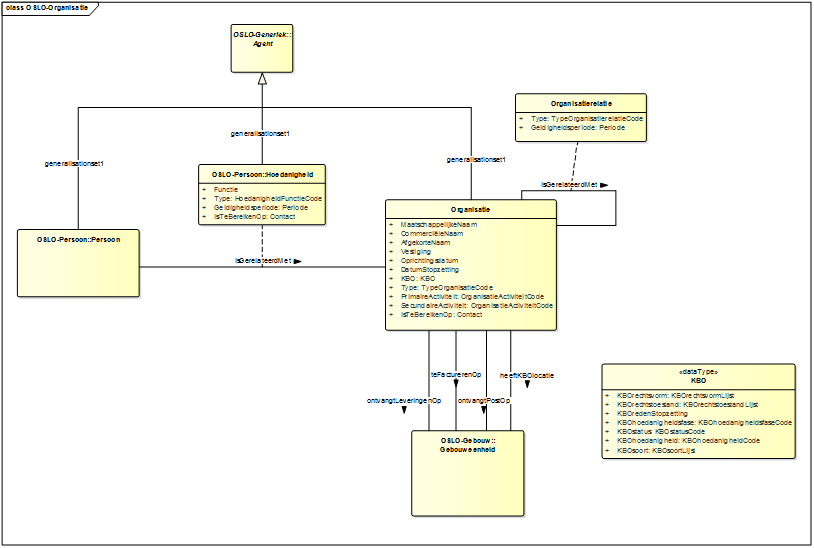 class OSLO-Organisatie
OSLO-Generiek::
Agent
generalisationset1
generalisationset1
generalisationset1
Organisatierelatie
+ Type: TypeOrganisatierelatieCode
+ Geldigheidsperiode: Periode
OSLO-Persoon::Hoedanigheid
+ Functie
+ Type: HoedanigheidFunctieCode
+ Geldigheidsperiode: Periode
+ IsTeBereikenOp: Contact
IsGerelateerdMet
OSLO-Persoon::Persoon
IsGerelateerdMet
Organisatie
+ MaatschappelijkeNaam
+ CommerciëleNaam
+ AfgekorteNaam
+ Vestiging
+ Oprichtingsdatum
+ DatumStopzetting
+ KBO: KBO
+ Type: TypeOrganisatieCode
+ PrimaireActiviteit: OrganisatieActiviteitCode
+ SecundaireActiviteit: OrganisatieActiviteitCode
+ IsTeBereikenOp: Contact
teFacturerenOp
heeftKBOlocatie
ontvangtLeveringenOp
ontvangtPostOp
OSLO-Gebouw::
Gebouweenheid
«dataType»
KBO
+ KBOrechtsvorm: KBOrechtsvormLijst
+ KBOrechtstoestand: KBOrechtstoestandLijst
+ KBOredenStopzetting
+ KBOhoedanigheidsfase: KBOhoedanigheidsfaseCode
+ KBOstatus: KBOstatusCode
+ KBOhoedanigheid: KBOhoedanigheidCode
+ KBOsoort: KBOsoortLijst